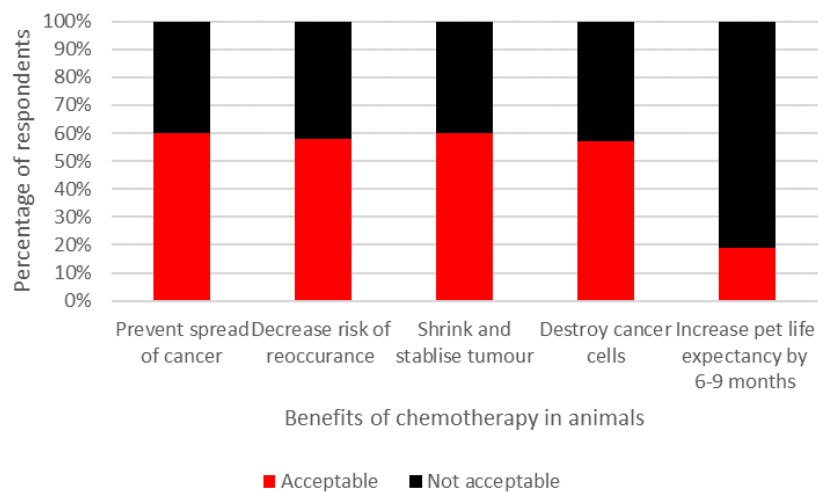 100%
90%
80%
70%
60%
50%
40%
30%
20%
10%
0%
Percentage of respondents
Prevent spread
of cancer
Decrease risk of
reoccurance
Shrink and
stablise tumour
Destroy cancer
cells
Increase pet life
expectancy by
6-9 months
Benefits of chemotherapy in animals
Acceptable
Not acceptable